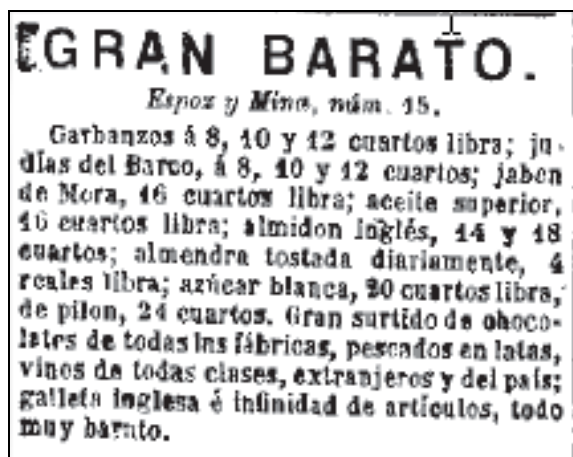 GRAN BARATO.
Espoz y Mina, núm. 15.
Garbanzos á 8, 10 y 12 cuartos libra; ju-
días del Barco, á 8, 10 y 12 cuartos; jabon
de Mora, 16 cuartos libra; aceite superior,
16 cuartos libra; almidon inglés, 14 y 18
cuartos; almendra tostada diariamente, 4
reales libra; azúcar blanca, 20 cuartos libra,
de pilon, 24 cuartos. Gran surtido de choco-
lates de todas las fábricas, pescados en latas,
vinos de todas clases, extranjeros y del país;
galleta inglesa é infinidad de artículos, todo
muy barato.